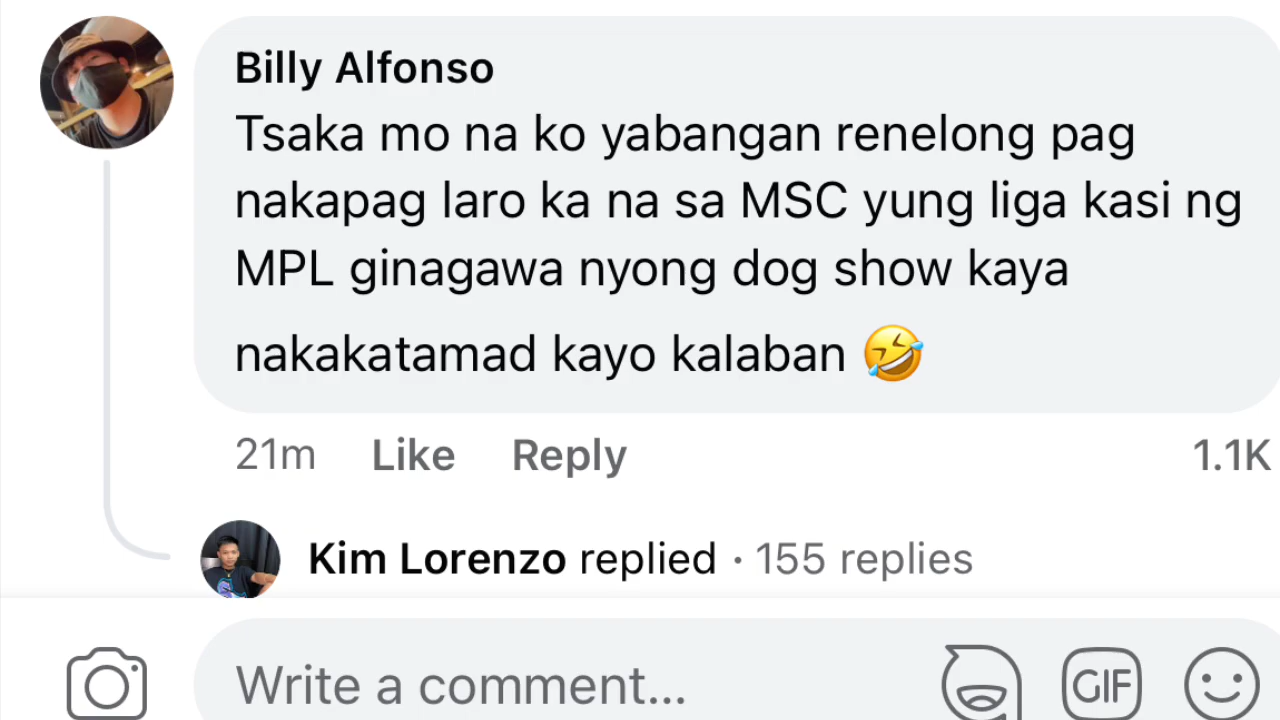 Billy Alfonso
Tsaka mo na ko yabangan renelong pag
nakapag laro ka na sa MSC yung liga kasi ng
MPL ginagawa nyong dog show kaya
nakakatamad kayo kalaban 🤣
21m Like Reply 1.1K
Kim Lorenzo replied · 155 replies
Write a comment... GIF